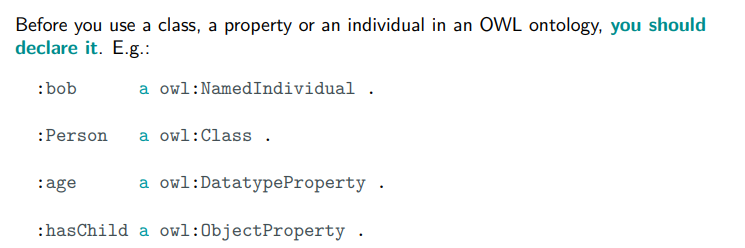 Before you use a class, a property or an individual in an OWL ontology, you should
declare it. E.g.:
:bob a owl:NamedIndividual .
:Person a owl:Class .
:age a owl:DatatypeProperty .
:hasChild a owl:ObjectProperty .